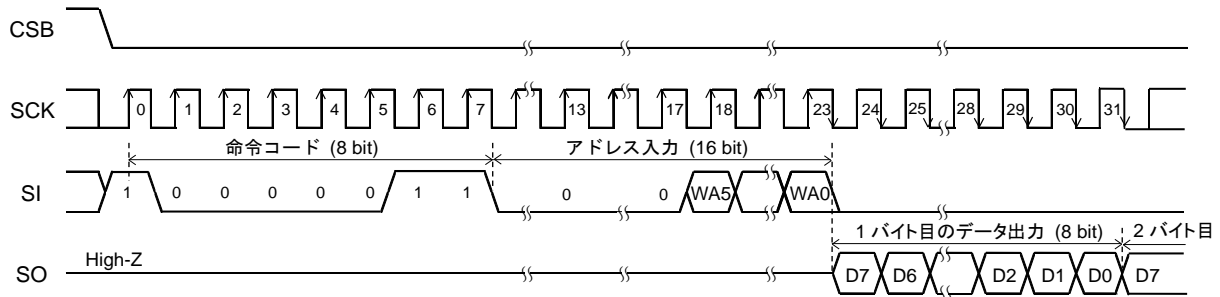 CSB
SCK 0 1 2 3 4 5 6 7 13 17 18 23 24 25 28 29 30 31
命令コード (8 bit) アドレス入力 (16 bit)
SI 1 0 0 0 0 0 1 1 0 0 WA5 WA0
1 バイト目のデータ出力 (8 bit) 2 バイト目
SO High-Z D7 D6 D2 D1 D0 D7